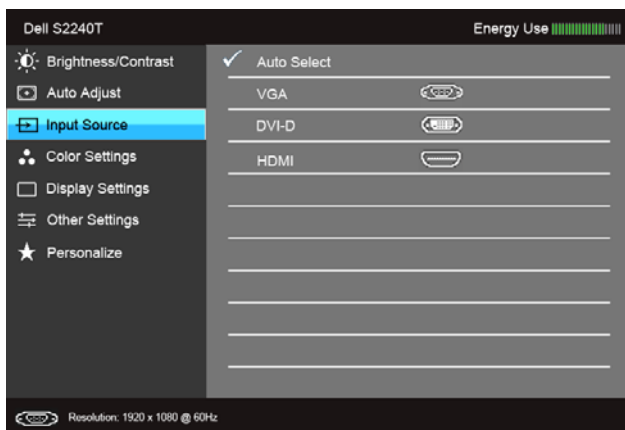 Dell S2240T
Energy Use
Brightness/Contrast
Auto Adjust
Input Source
Color Settings
Display Settings
Other Settings
Personalize
Auto Select
VGA
DVI-D
HDMI
Resolution: 1920 x 1080 @ 60Hz